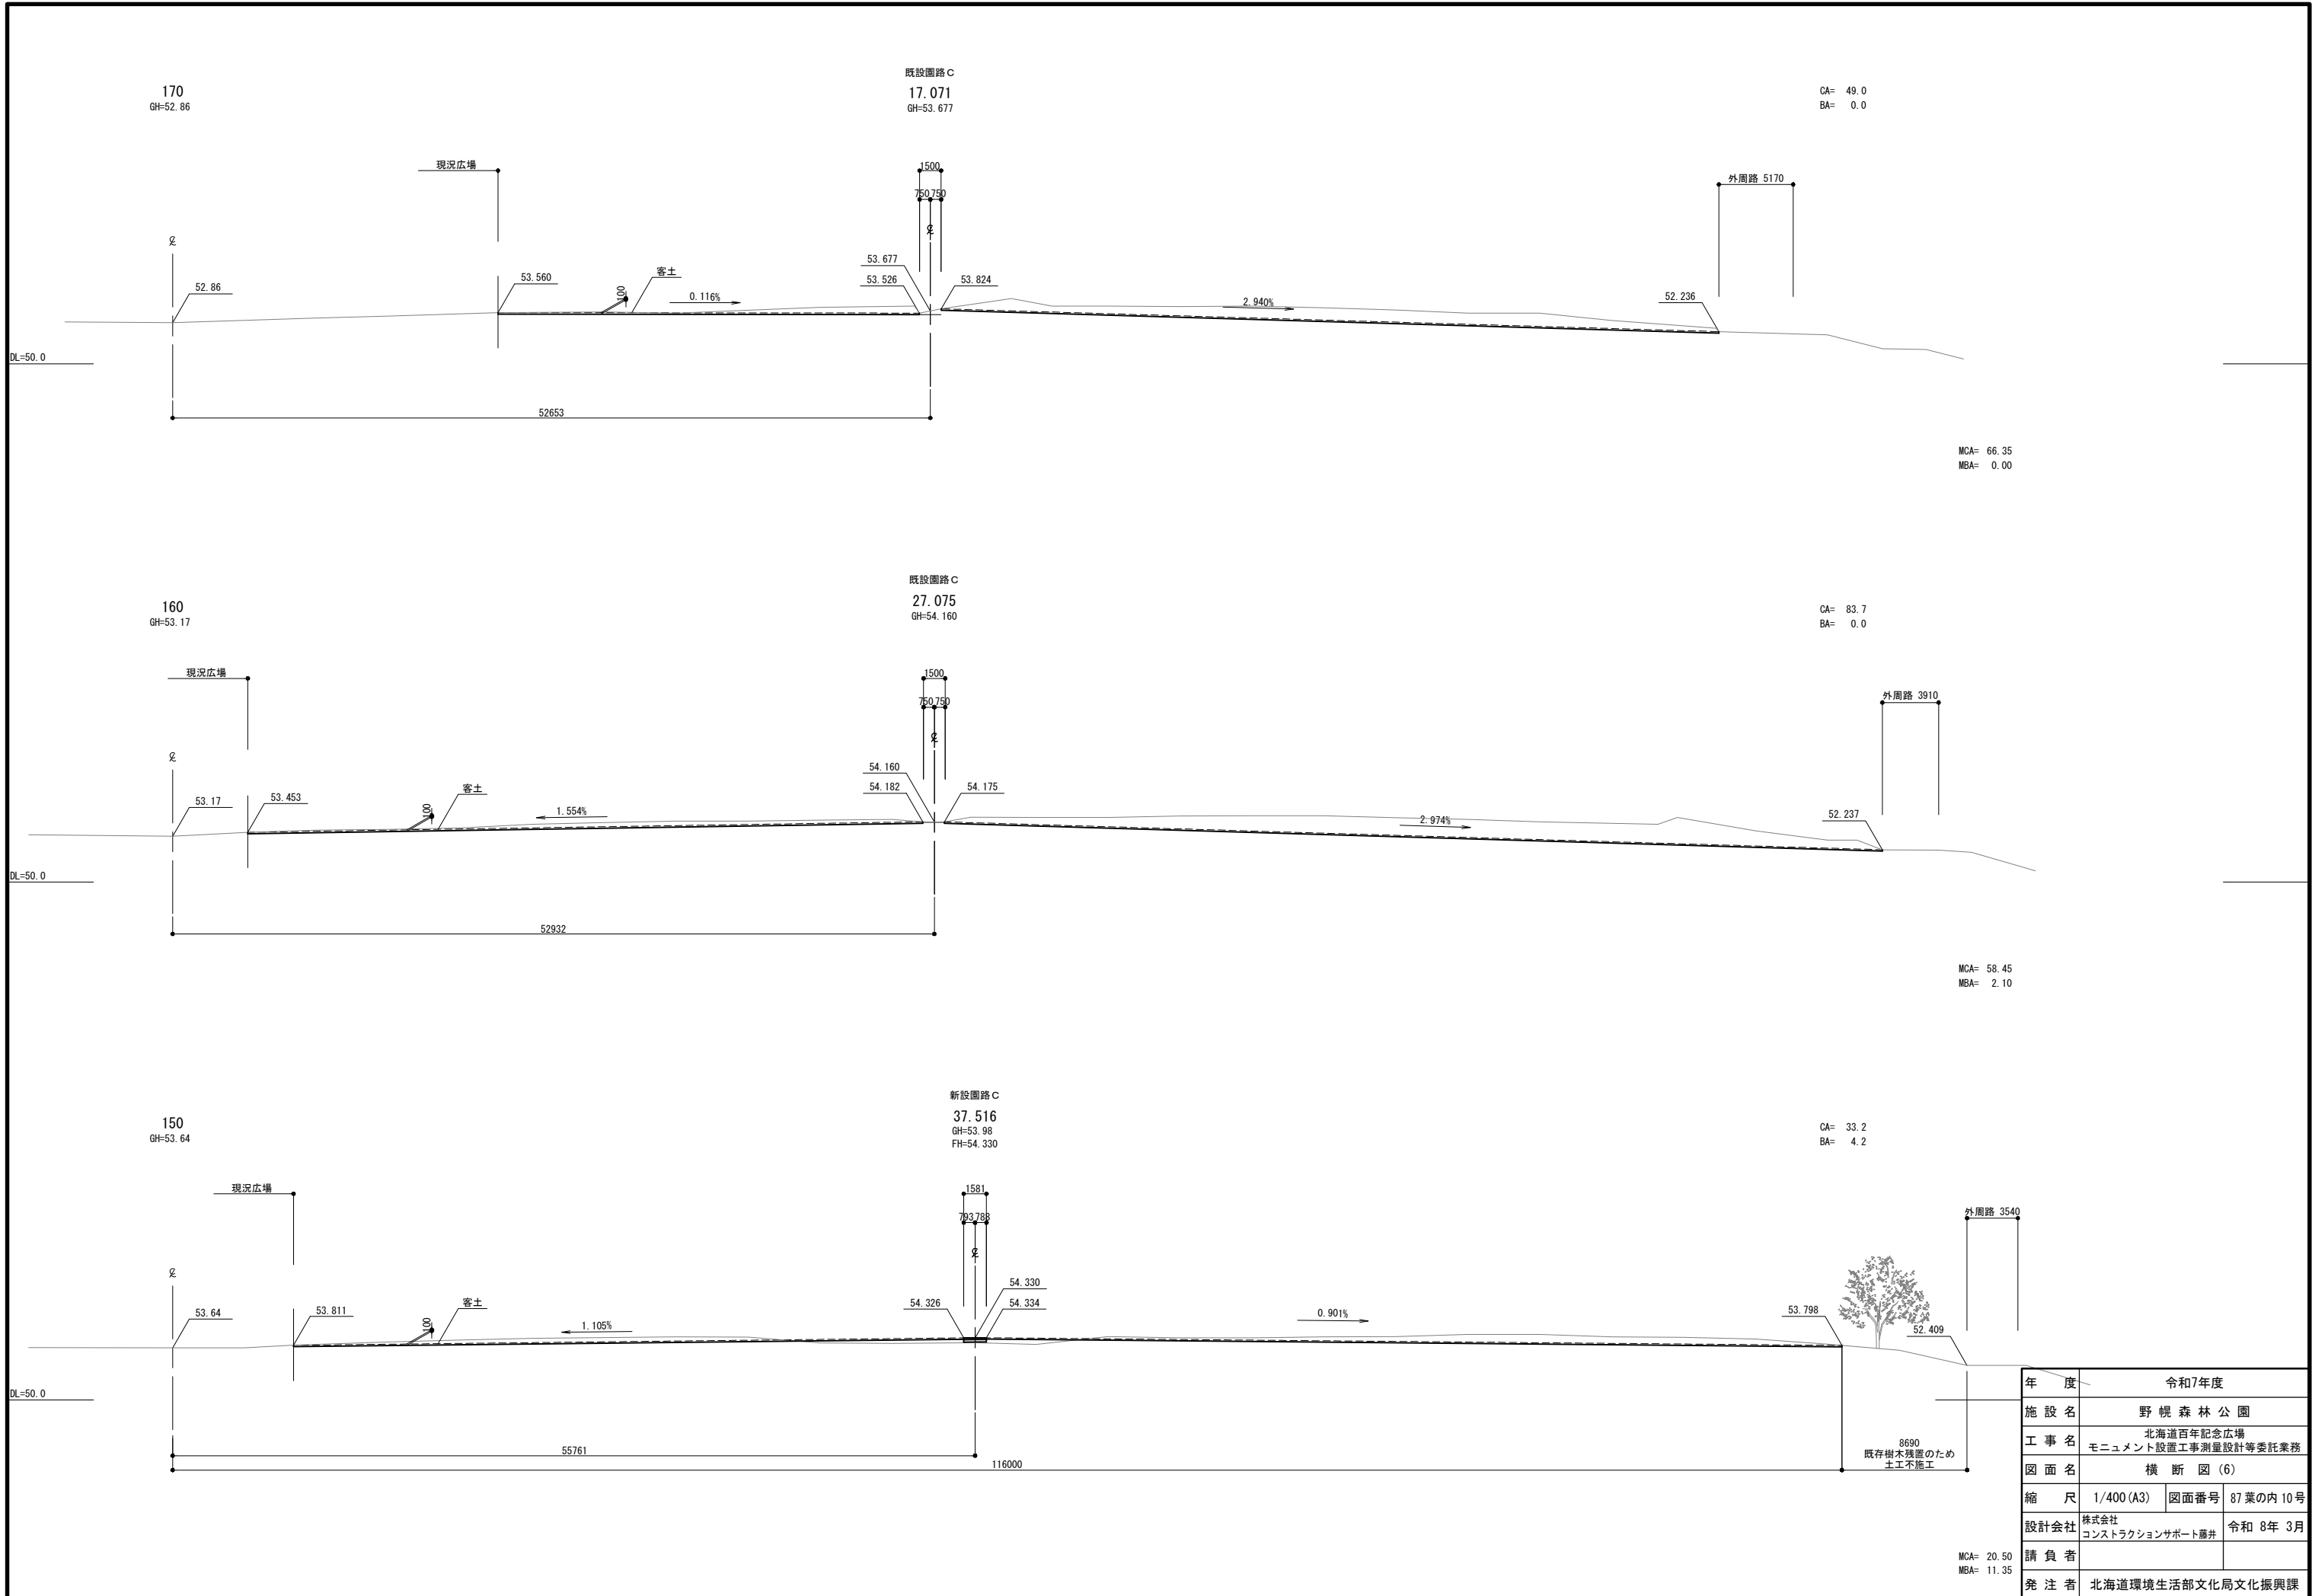 170
GH=52.86
既設園路C
17.071
GH=53.677
CA= 49.0
BA= 0.0
現況広場
1500
750 750
外周路 5170
℄
℄
52.86
53.560
100
客土
0.116%
53.677
53.526
53.824
2.940%
52.236
DL=50.0
52653
MCA= 66.35
MBA= 0.00
160
GH=53.17
既設園路C
27.075
GH=54.160
CA= 83.7
BA= 0.0
現況広場
1500
750 750
外周路 3910
℄
℄
53.17
53.453
100
客土
1.554%
54.160
54.182
54.175
2.974%
52.237
DL=50.0
52932
MCA= 58.45
MBA= 2.10
150
GH=53.64
新設園路C
37.516
GH=53.98
FH=54.330
CA= 33.2
BA= 4.2
現況広場
1581
793 788
外周路 3540
℄
℄
53.64
53.811
100
客土
1.105%
54.326
54.330
54.334
0.901%
53.798
52.409
DL=50.0
55761
116000
8690
既存樹木残置のため
土工不施工
MCA= 20.50
MBA= 11.35
年 度 令和7年度
施 設 名 野 幌 森 林 公 園
工 事 名 北海道百年記念広場
モニュメント設置工事測量設計等委託業務
図 面 名 横 断 図 (6)
縮 尺 1/400(A3) 図面番号 87 葉の内 10号
設計会社 株式会社
コンストラクションサポート藤井 令和 8年 3月
請 負 者
発 注 者 北海道環境生活部文化局文化振興課